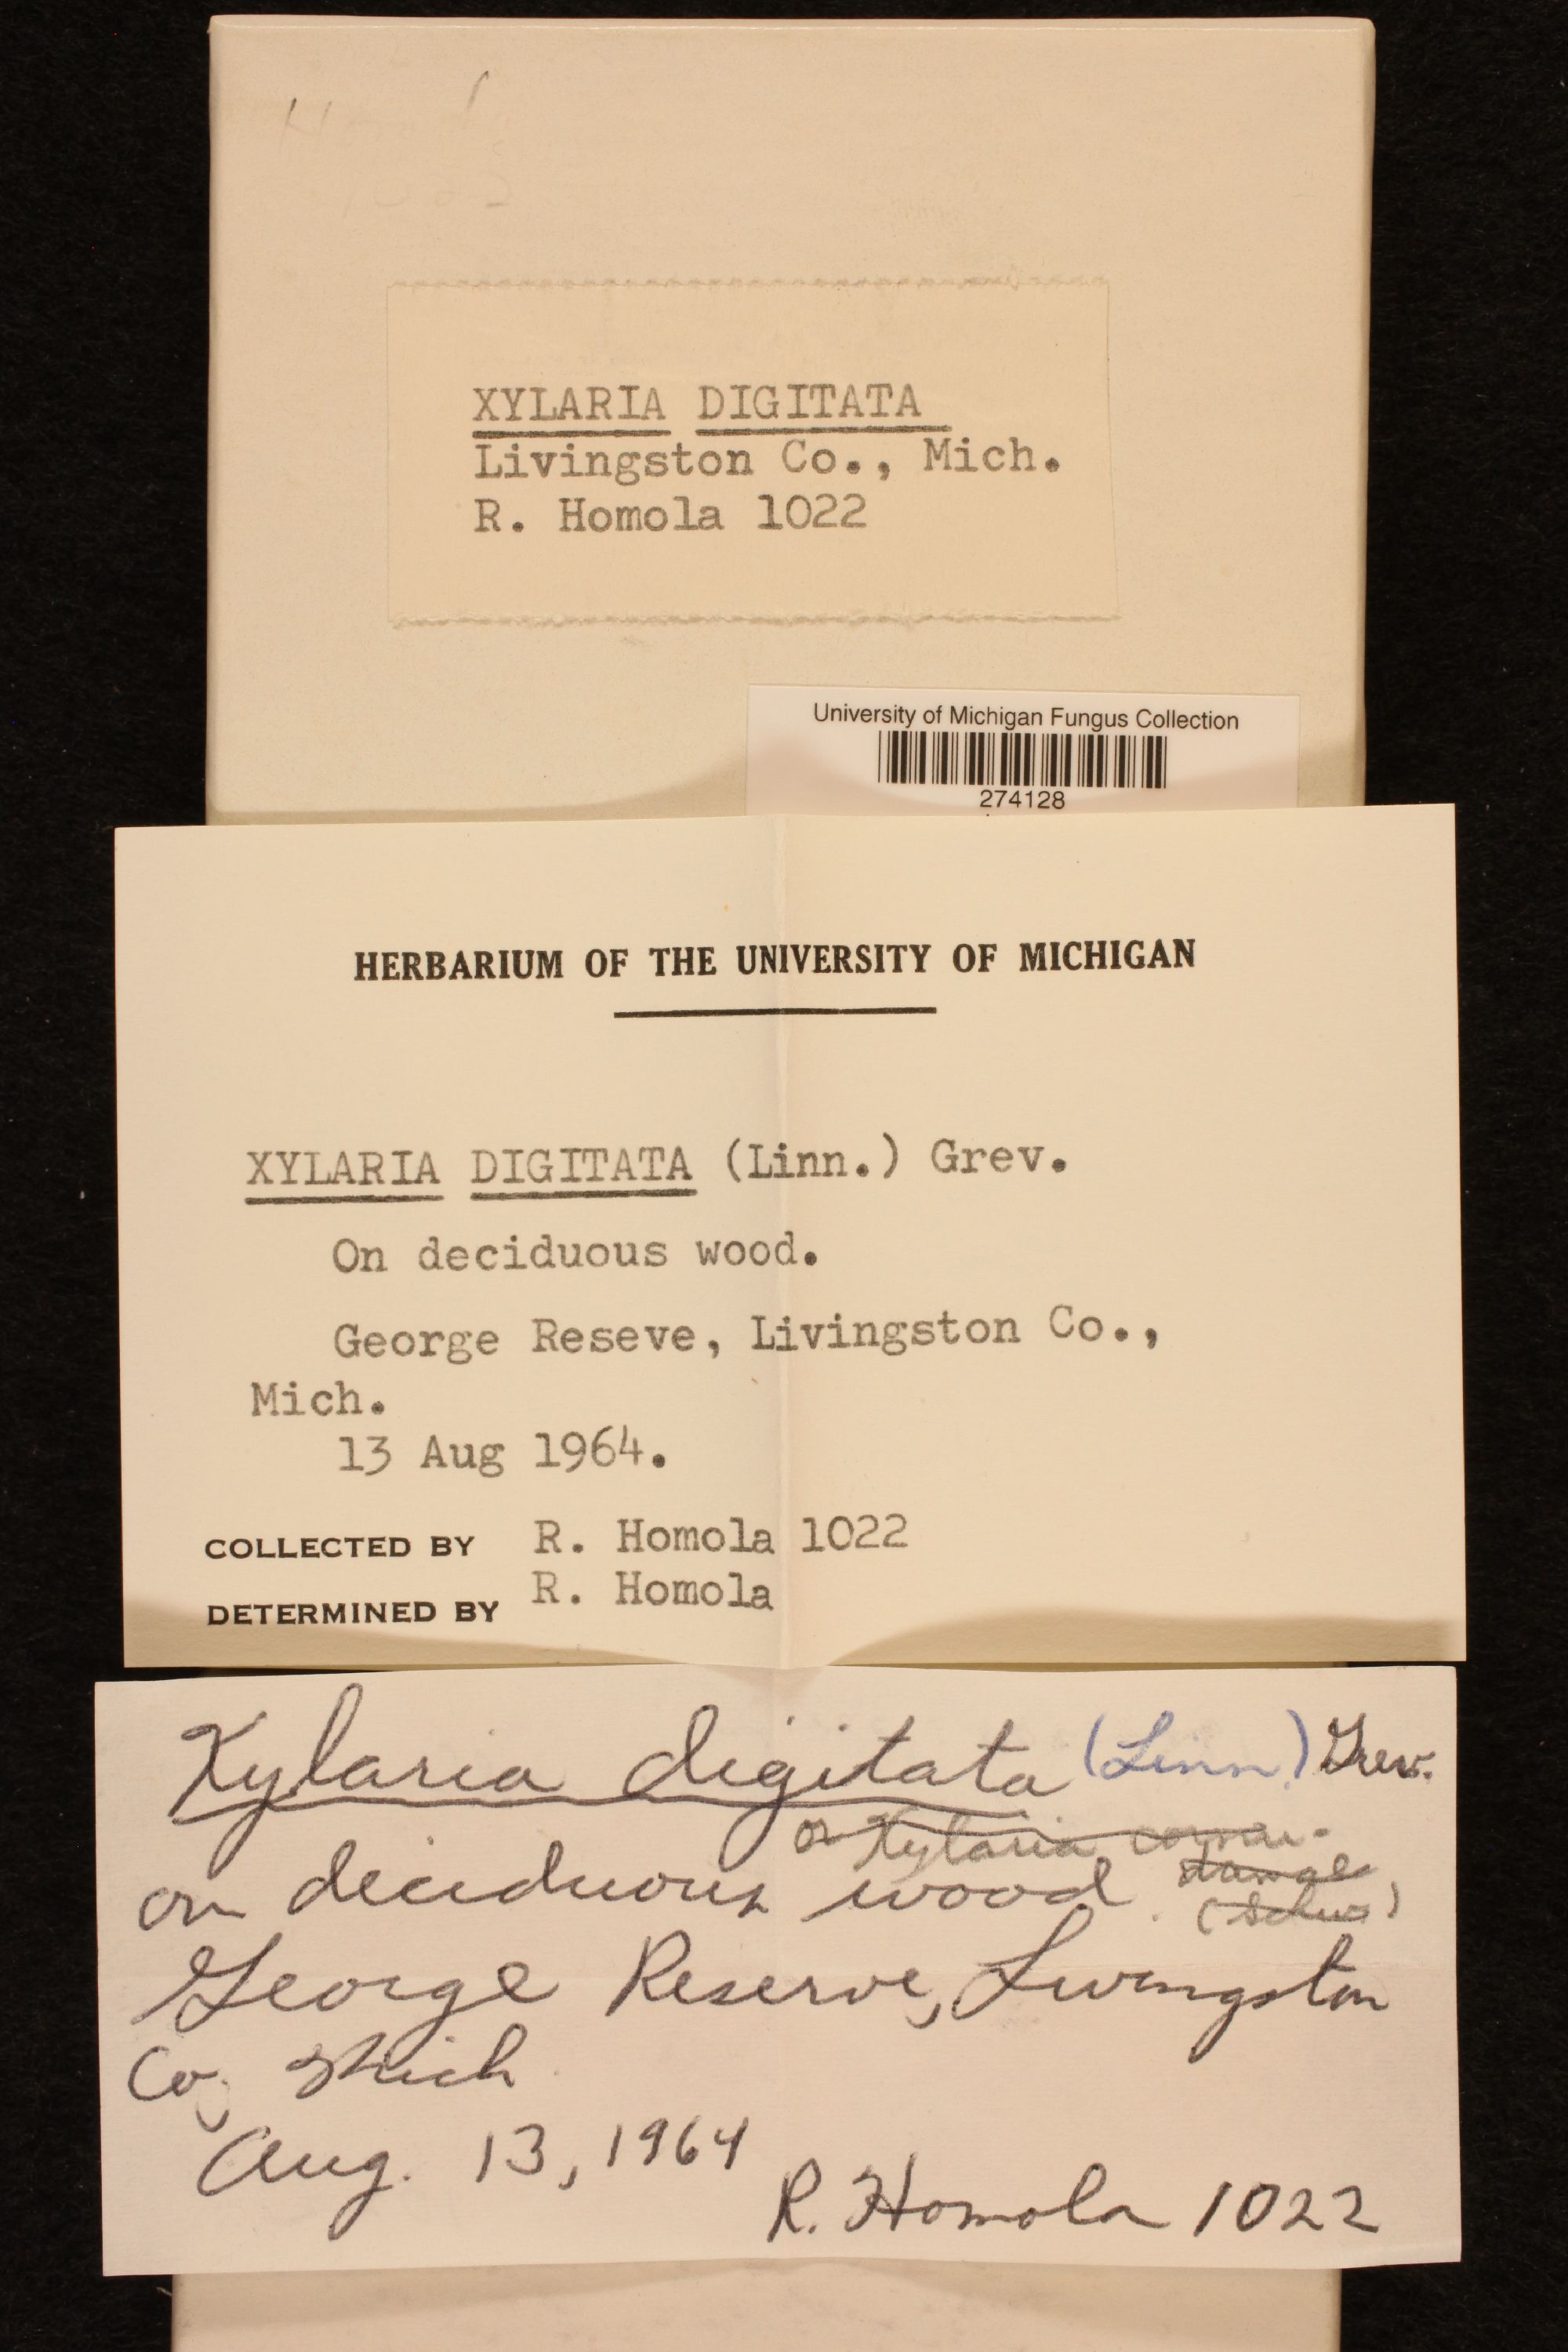 XYLARIA DIGITATA
Livingston Co., Mich.
R. Homola 1022
University of Michigan Fungus Collection
274128
HERBARIUM OF THE UNIVERSITY OF MICHIGAN
XYLARIA DIGITATA (Linn.) Grev.
On deciduous wood.
George Reseve, Livingston Co.,
Mich.
13 Aug 1964.
COLLECTED BY R. Homola 1022
DETERMINED BY R. Homola
Xylaria digitata (Linn.) Grev.
or Xylaria
on deciduous wood.
George Reserve, Livingston
Co, Mich
Aug. 13, 1964
R. Homola 1022